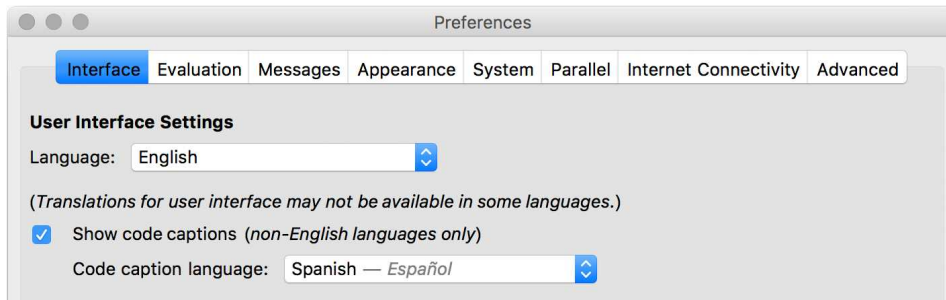 Preferences
Interface Evaluation Messages Appearance System Parallel Internet Connectivity Advanced
User Interface Settings
Language: English
(Translations for user interface may not be available in some languages.)
Show code captions (non-English languages only)
Code caption language: Spanish — Español